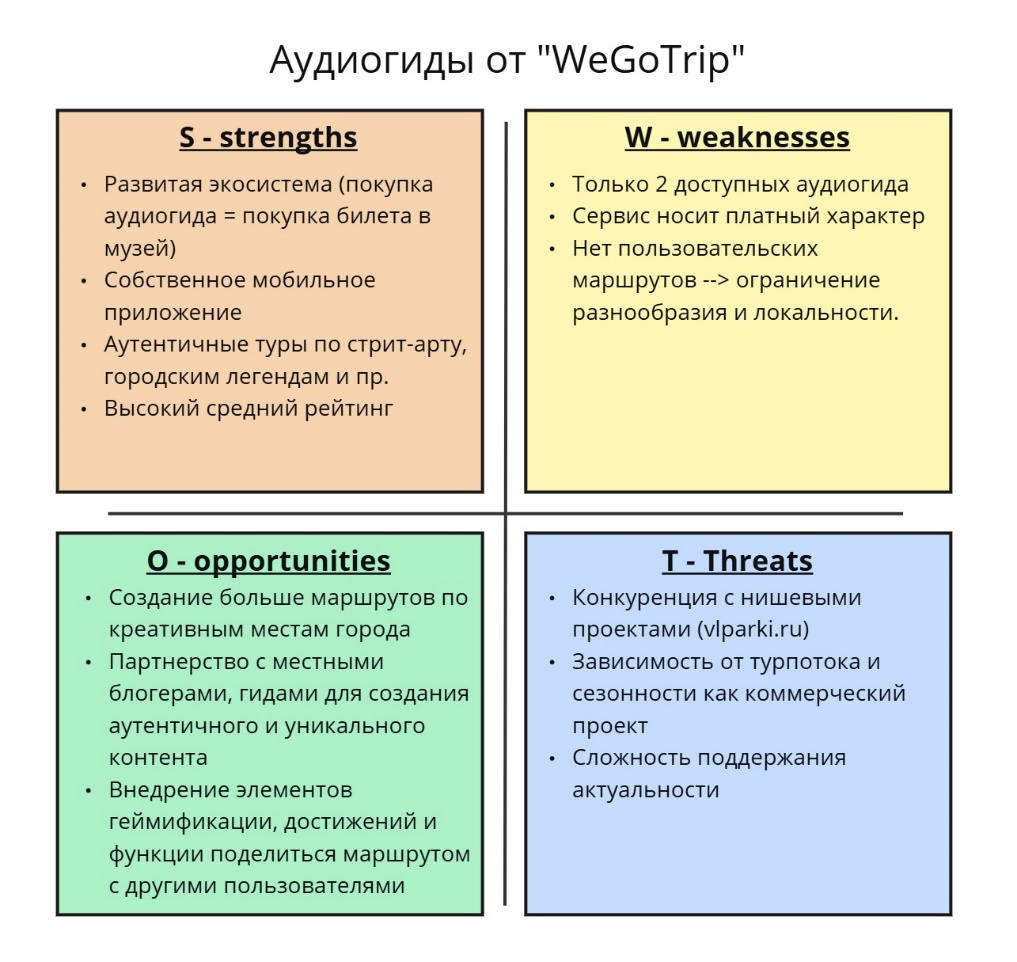 Аудиогиды от "WeGoTrip"
S - strengths
• Развитая экосистема (покупка
аудиогида = покупка билета в
музей)
• Собственное мобильное
приложение
• Аутентичные туры по стрит-арту,
городским легендам и пр.
• Высокий средний рейтинг
W - weaknesses
• Только 2 доступных аудиогида
• Сервис носит платный характер
• Нет пользовательских
маршрутов --> ограничение
разнообразия и локальности.
O - opportunities
• Создание больше маршрутов по
креативным местам города
• Партнерство с местными
блогерами, гидами для создания
аутентичного и уникального
контента
• Внедрение элементов
геймификации, достижений и
функции поделиться маршрутом
с другими пользователями
T - Threats
• Конкуренция с нишевыми
проектами (vlparki.ru)
• Зависимость от турпотока и
сезонности как коммерческий
проект
• Сложность поддержания
актуальности